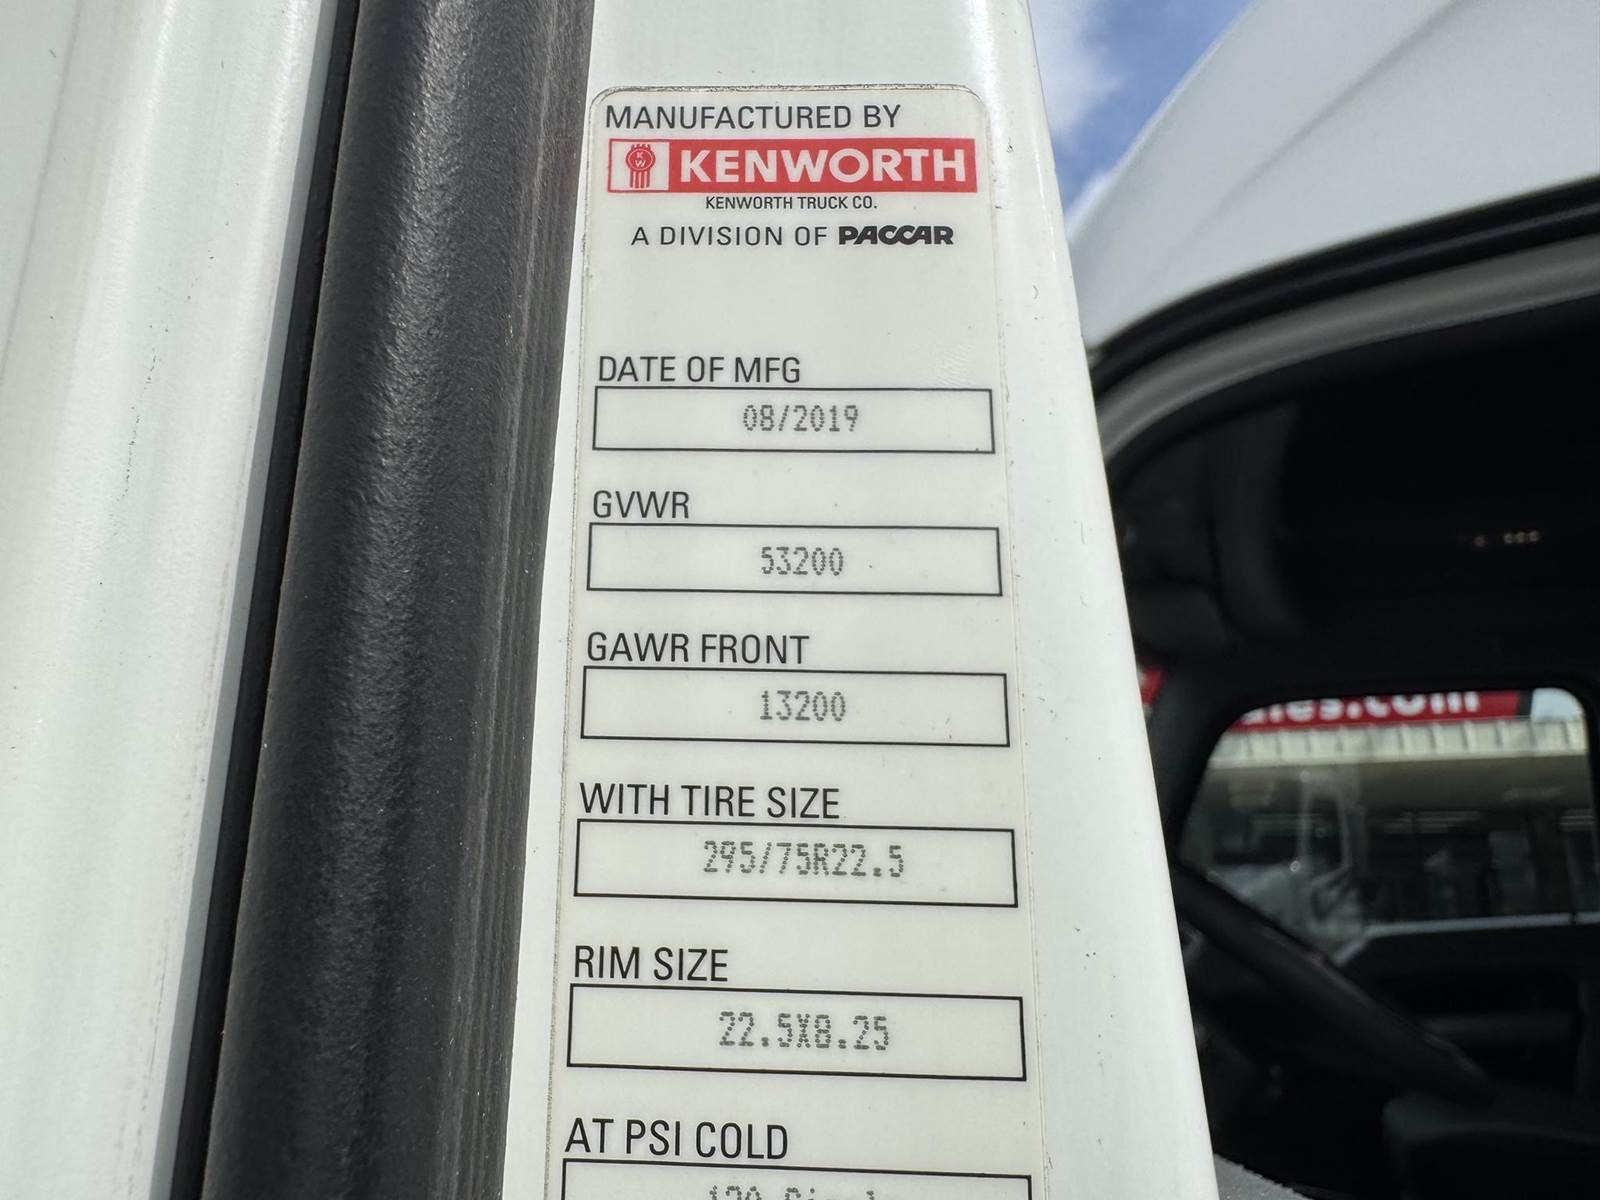 MANUFACTURED BY
KW KENWORTH
KENWORTH TRUCK CO.
A DIVISION OF PACCAR
DATE OF MFG
08/2019
GVWR
53200
GAWR FRONT
13200
WITH TIRE SIZE
295/75R22.5
RIM SIZE
22.5X8.25
AT PSI COLD